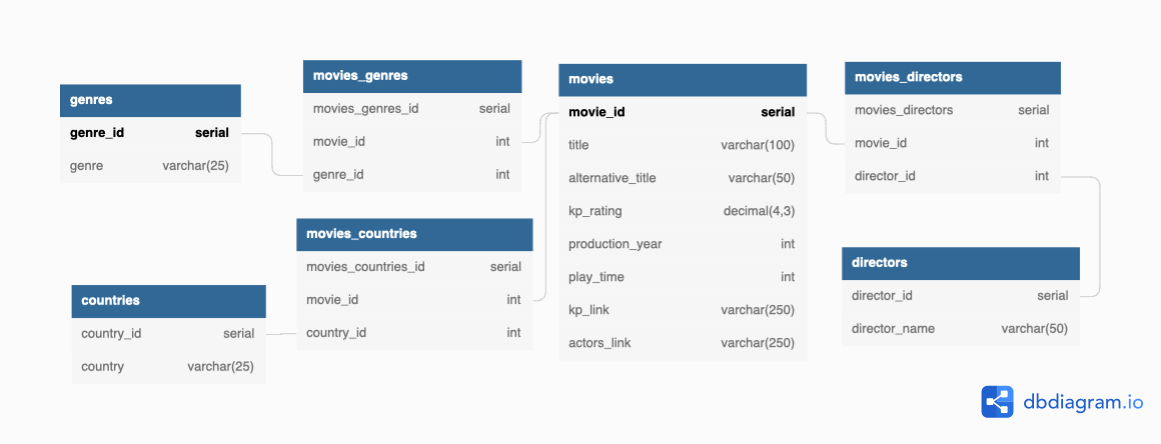 genres
genre_id serial
genre varchar(25)
movies_genres
movies_genres_id serial
movie_id int
genre_id int
movies_countries
movies_countries_id serial
movie_id int
country_id int
countries
country_id serial
country varchar(25)
movies
movie_id serial
title varchar(100)
alternative_title varchar(50)
kp_rating decimal(4,3)
production_year int
play_time int
kp_link varchar(250)
actors_link varchar(250)
movies_directors
movies_directors serial
movie_id int
director_id int
directors
director_id serial
director_name varchar(50)
dbdiagram.io